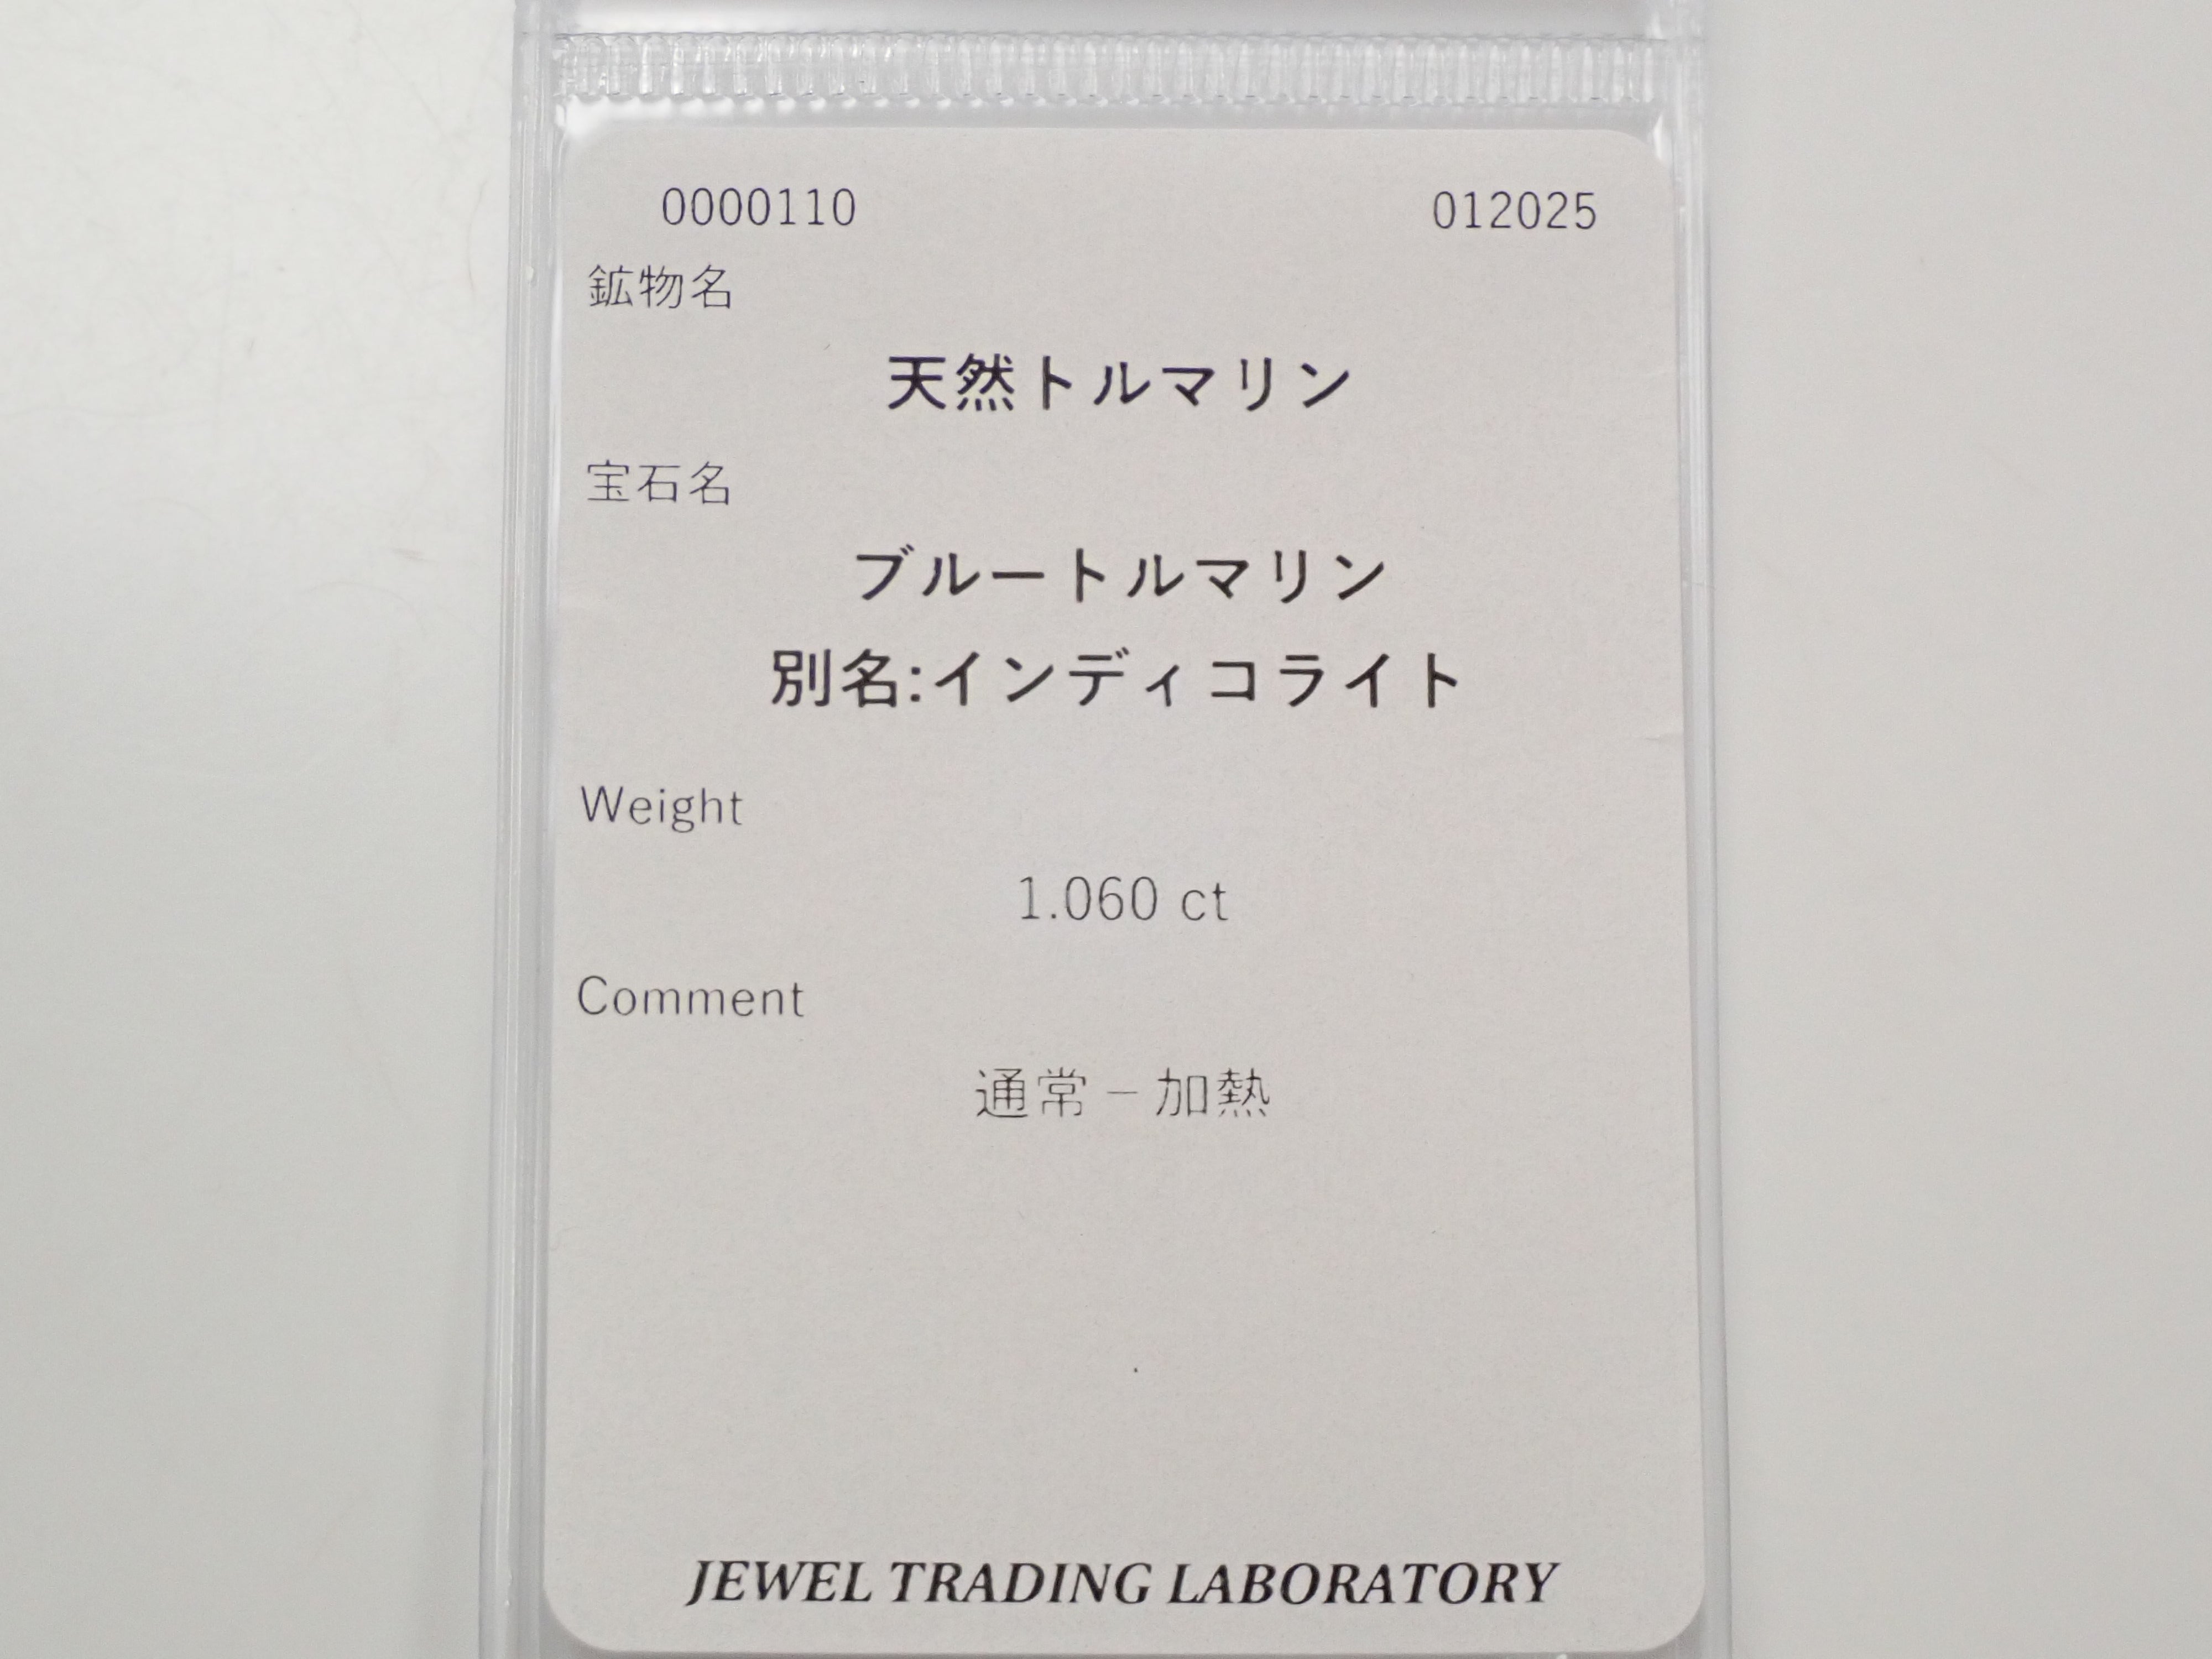 0000110 012025
鉱物名
天然トルマリン
宝石名
ブルートルマリン
別名:インディコライト
Weight
1.060 ct
Comment
通常－加熱
JEWEL TRADING LABORATORY